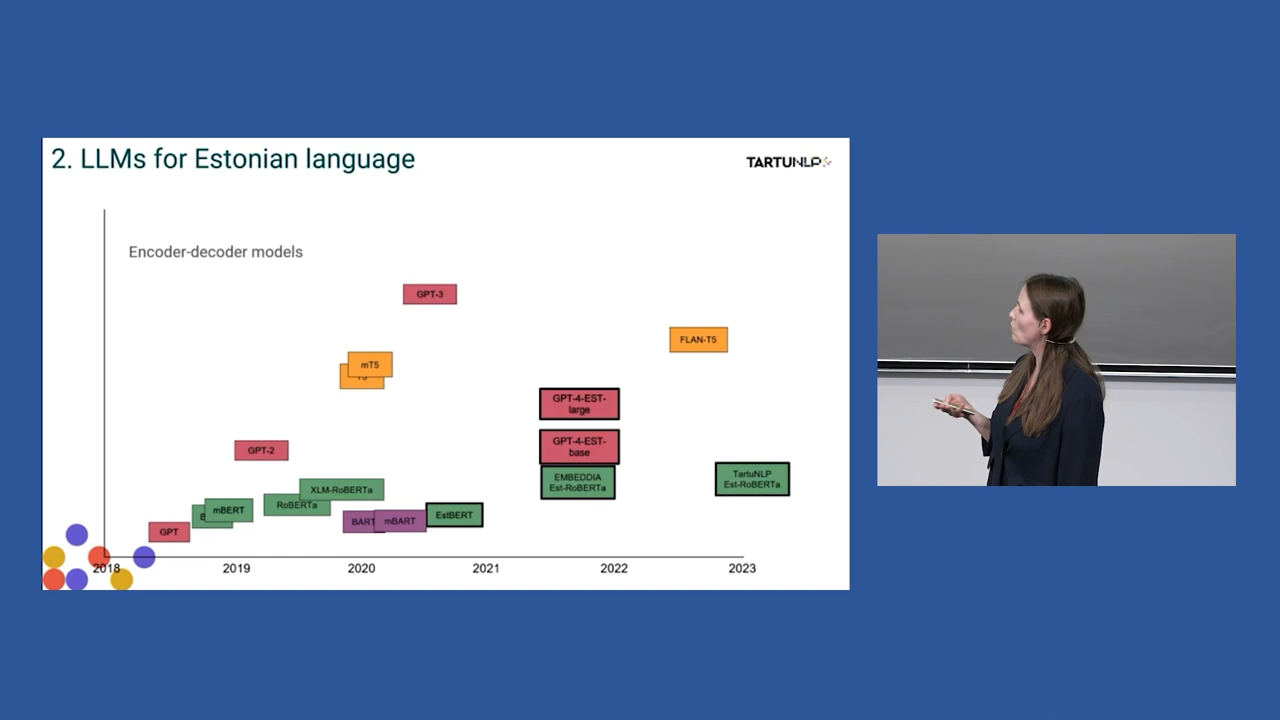 2. LLMs for Estonian language
TARTUNLP
Encoder-decoder models
GPT-3
FLAN-T5
mT5
T5
GPT-4-EST-
large
GPT-4-EST-
base
GPT-2
EMBEDDIA
Est-RoBERTa
TartuNLP
Est-RoBERTa
XLM-RoBERTa
RoBERTa
mBERT
GPT
BART
mBART
EstBERT
2018
2019
2020
2021
2022
2023